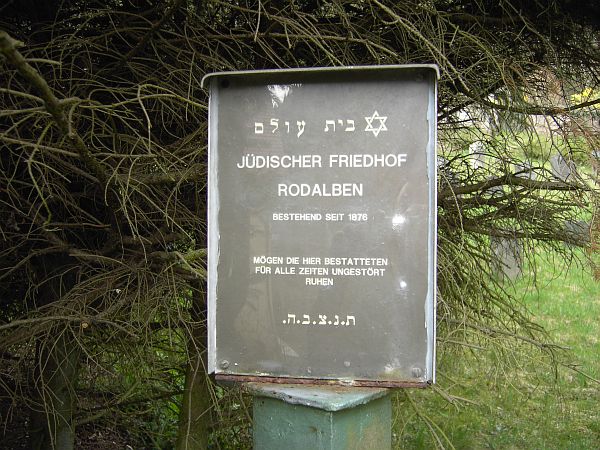 בית עולם
JÜDISCHER FRIEDHOF
RODALBEN
BESTEHEND SEIT 1876
MÖGEN DIE HIER BESTATTETEN
FÜR ALLE ZEITEN UNGESTÖRT
RUHEN
ת.נ.צ.ב.ה.